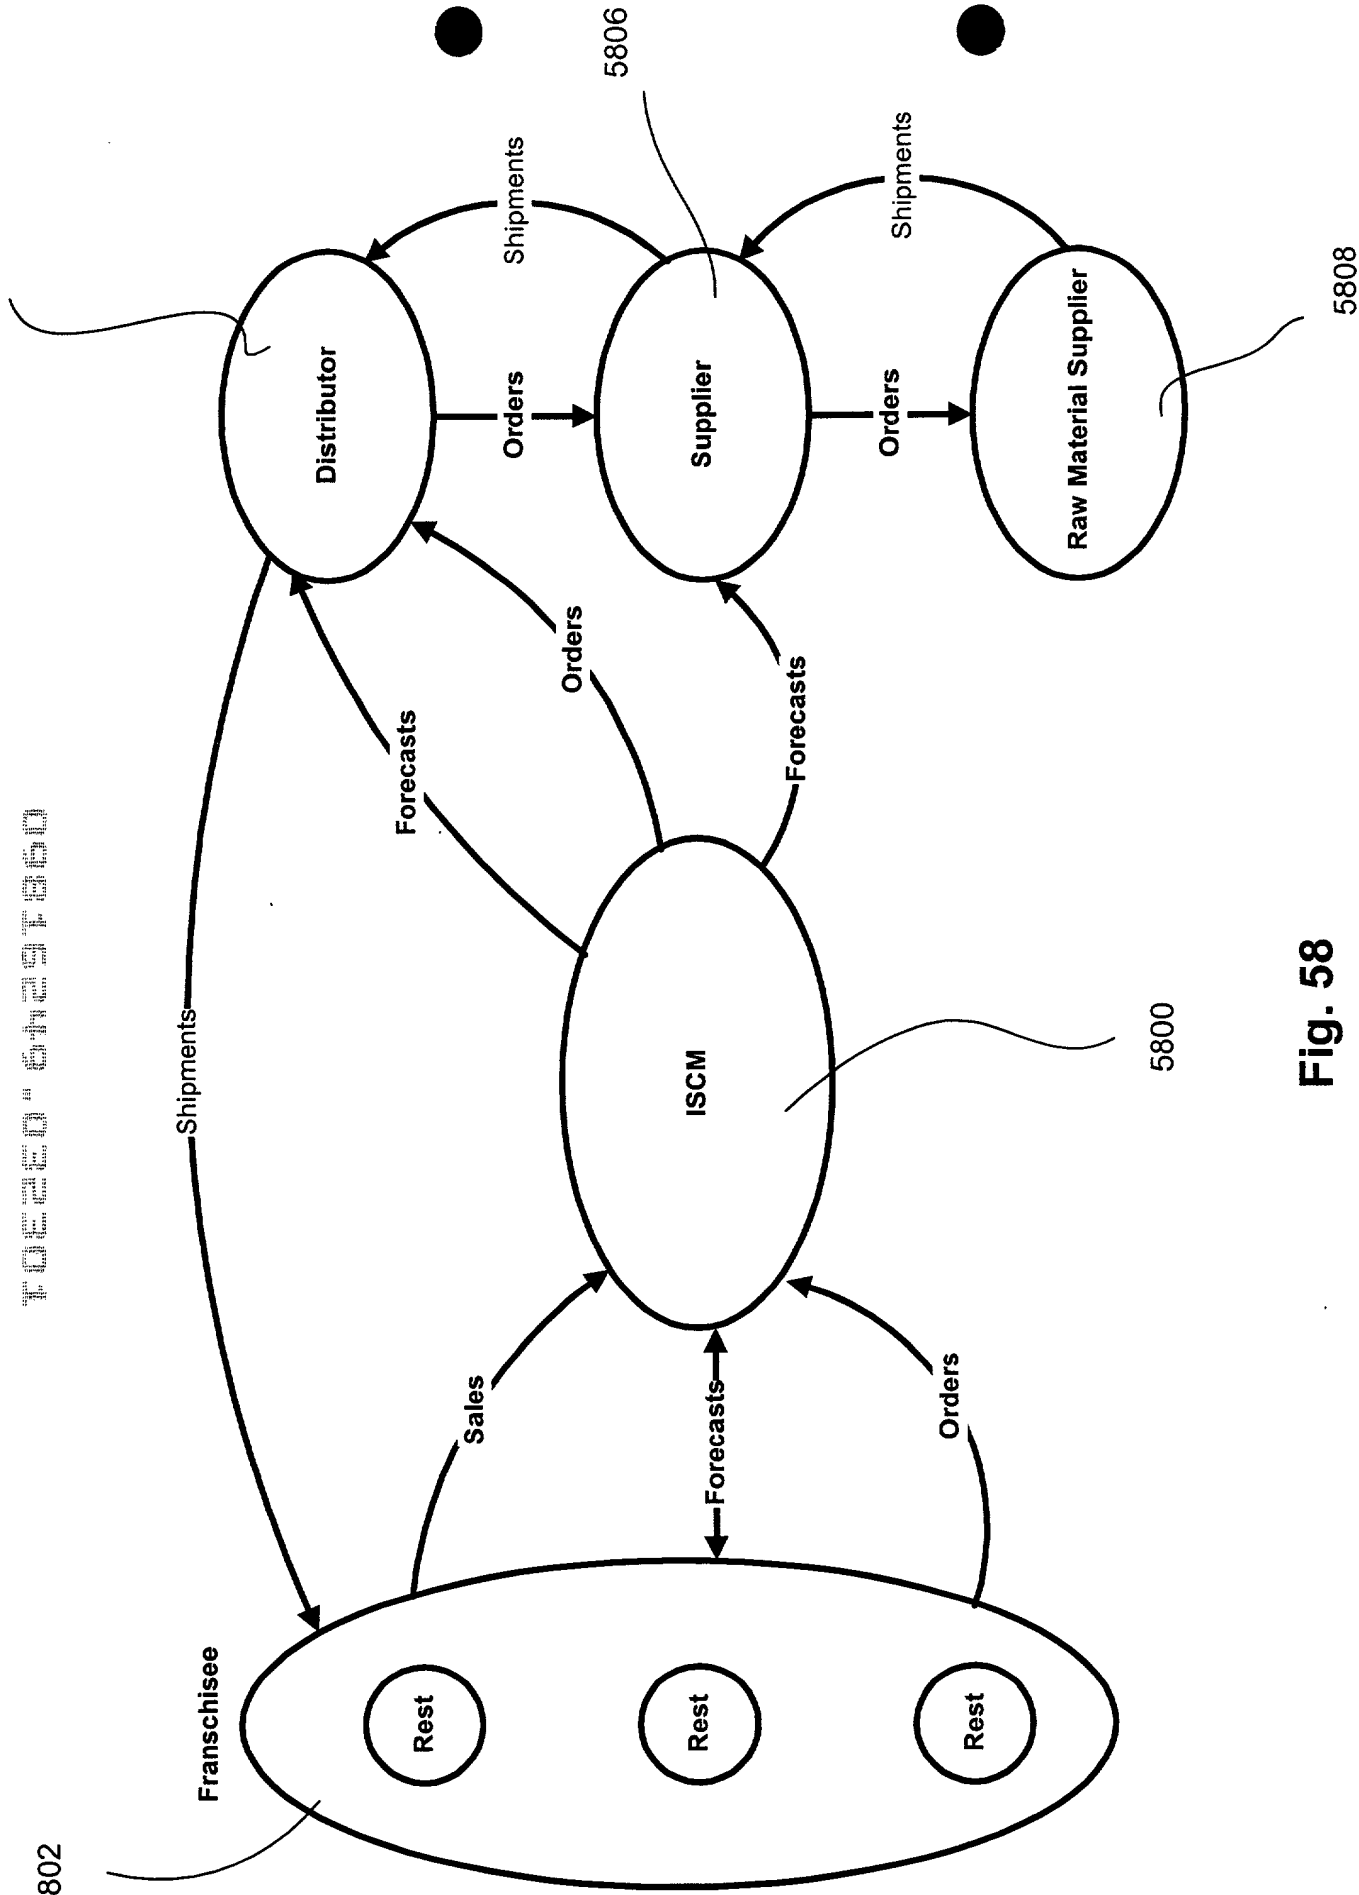 802
Franschisee
Rest
Rest
Rest
Shipments
Sales
Forecasts
Orders
ISCM
5800
Forecasts
Orders
Forecasts
Distributor
Orders
Shipments
Supplier
5806
Orders
Shipments
Raw Material Supplier
5808
Fig. 58